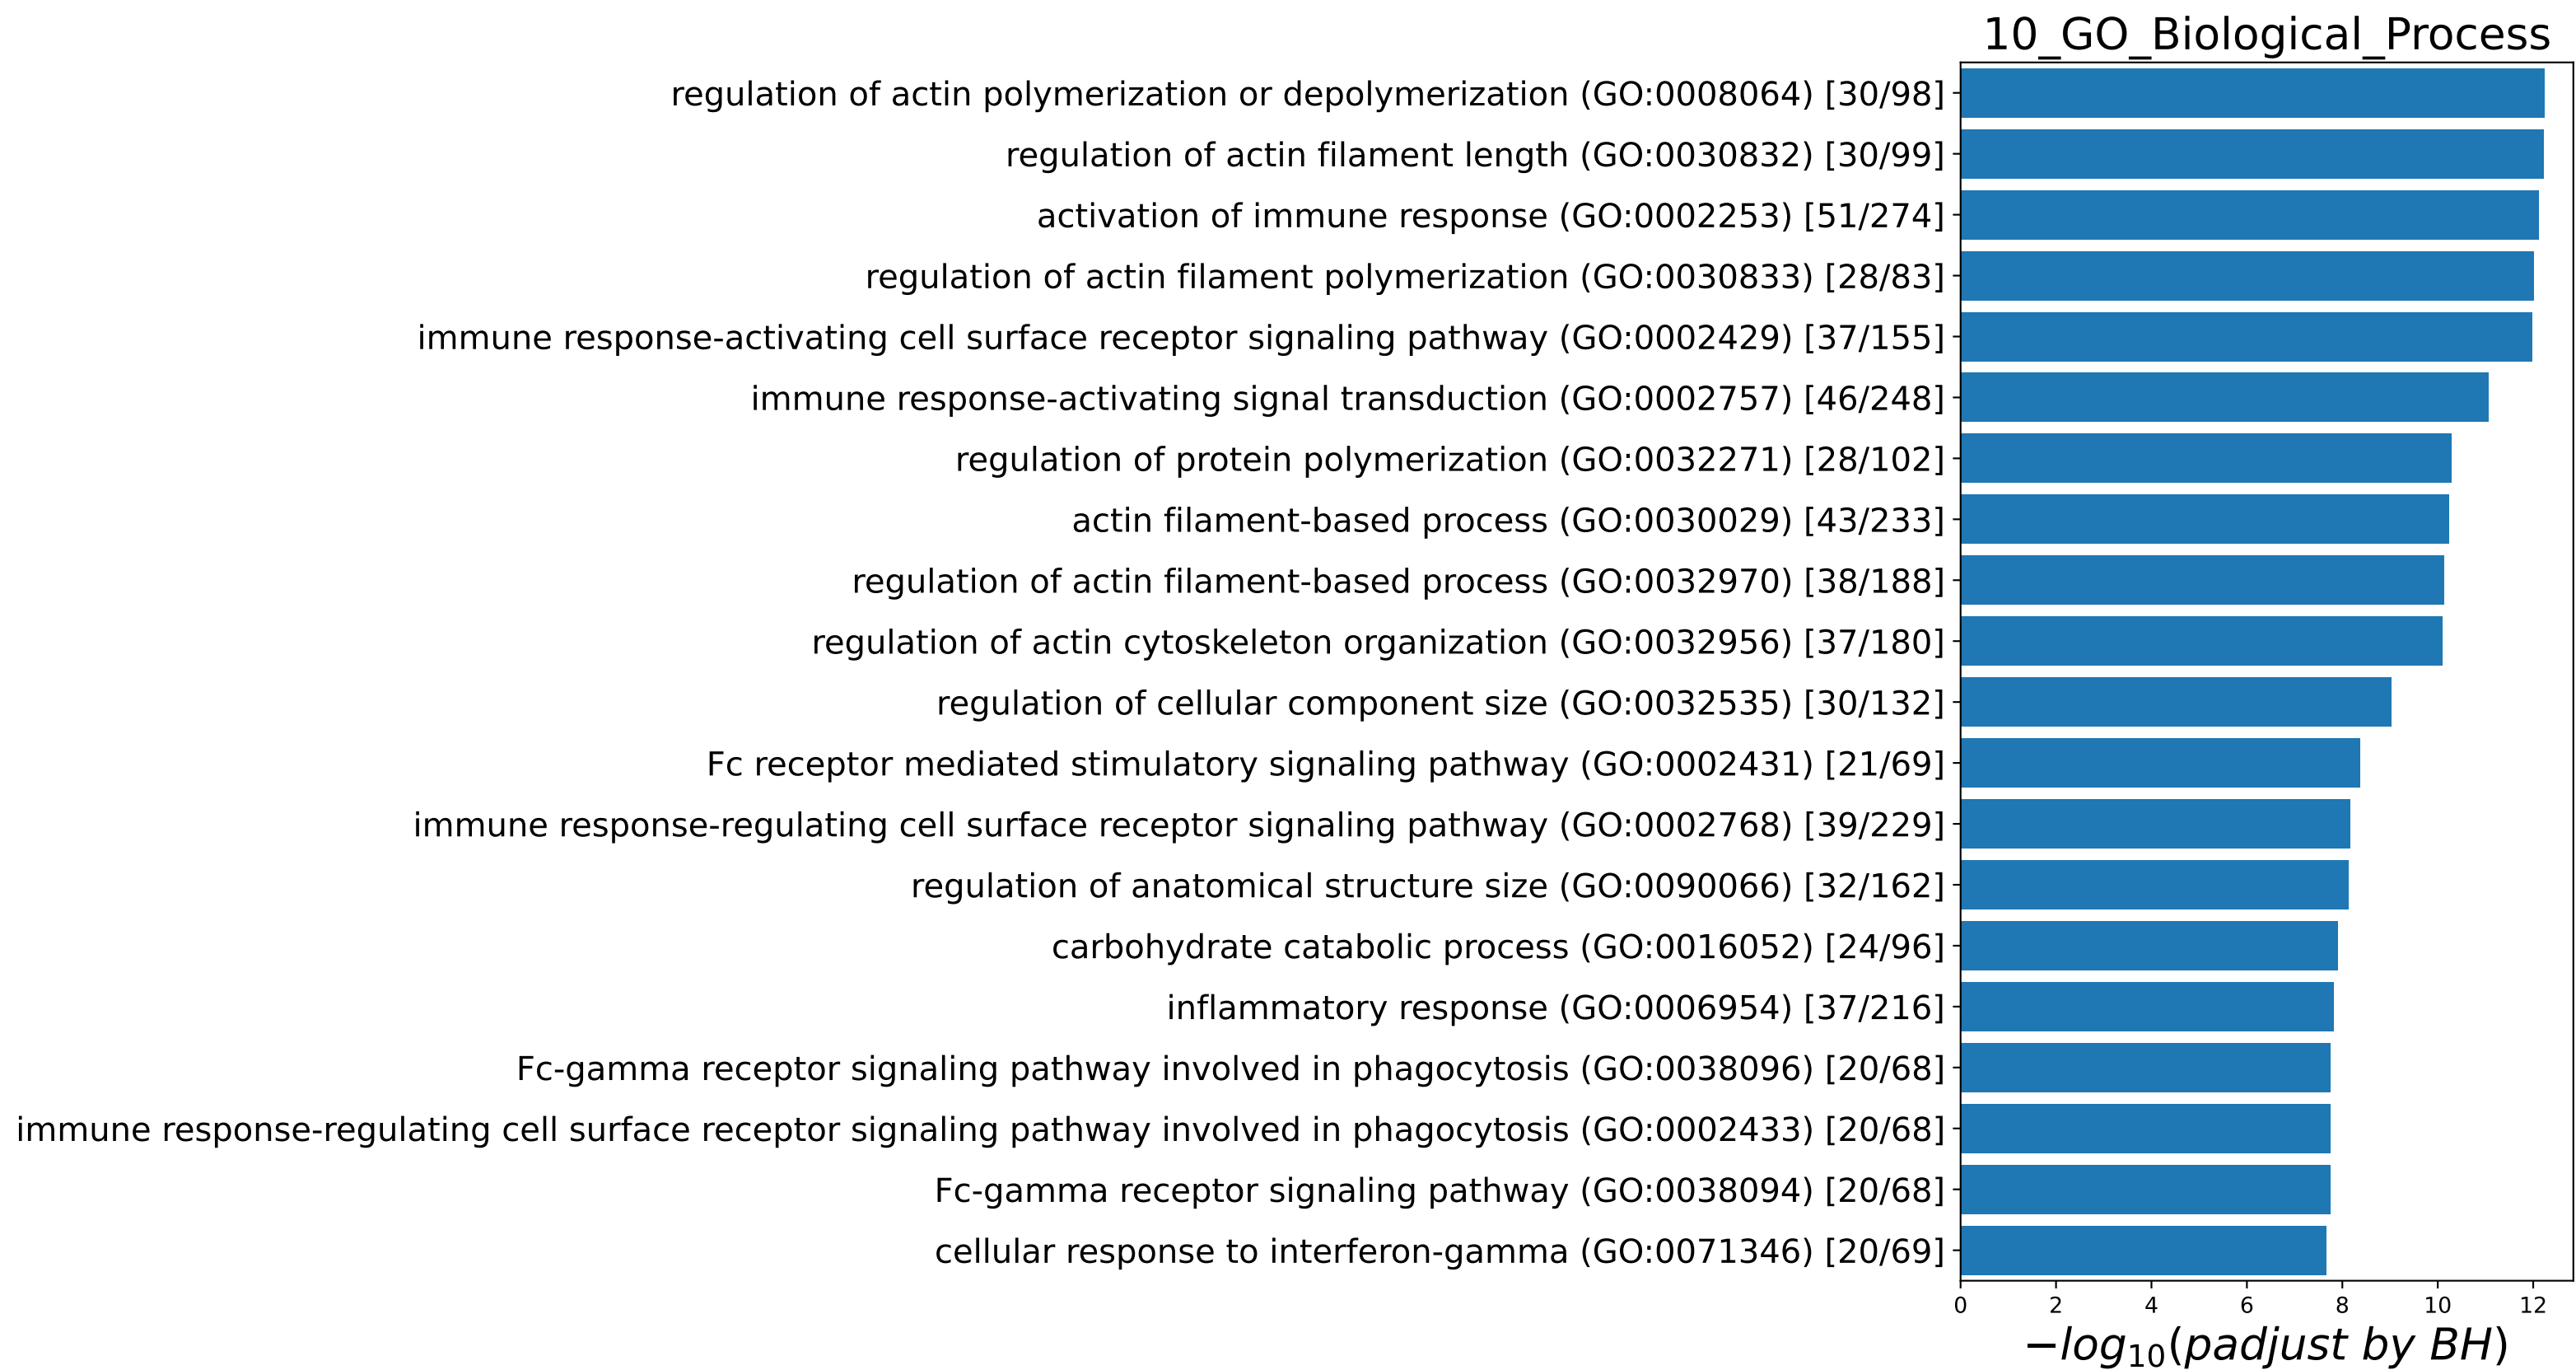 10_GO_Biological_Process
regulation of actin polymerization or depolymerization (GO:0008064) [30/98]
regulation of actin filament length (GO:0030832) [30/99]
activation of immune response (GO:0002253) [51/274]
regulation of actin filament polymerization (GO:0030833) [28/83]
immune response-activating cell surface receptor signaling pathway (GO:0002429) [37/155]
immune response-activating signal transduction (GO:0002757) [46/248]
regulation of protein polymerization (GO:0032271) [28/102]
actin filament-based process (GO:0030029) [43/233]
regulation of actin filament-based process (GO:0032970) [38/188]
regulation of actin cytoskeleton organization (GO:0032956) [37/180]
regulation of cellular component size (GO:0032535) [30/132]
Fc receptor mediated stimulatory signaling pathway (GO:0002431) [21/69]
immune response-regulating cell surface receptor signaling pathway (GO:0002768) [39/229]
regulation of anatomical structure size (GO:0090066) [32/162]
carbohydrate catabolic process (GO:0016052) [24/96]
inflammatory response (GO:0006954) [37/216]
Fc-gamma receptor signaling pathway involved in phagocytosis (GO:0038096) [20/68]
immune response-regulating cell surface receptor signaling pathway involved in phagocytosis (GO:0002433) [20/68]
Fc-gamma receptor signaling pathway (GO:0038094) [20/68]
cellular response to interferon-gamma (GO:0071346) [20/69]
0 2 4 6 8 10 12
−log₁₀(padjust by BH)